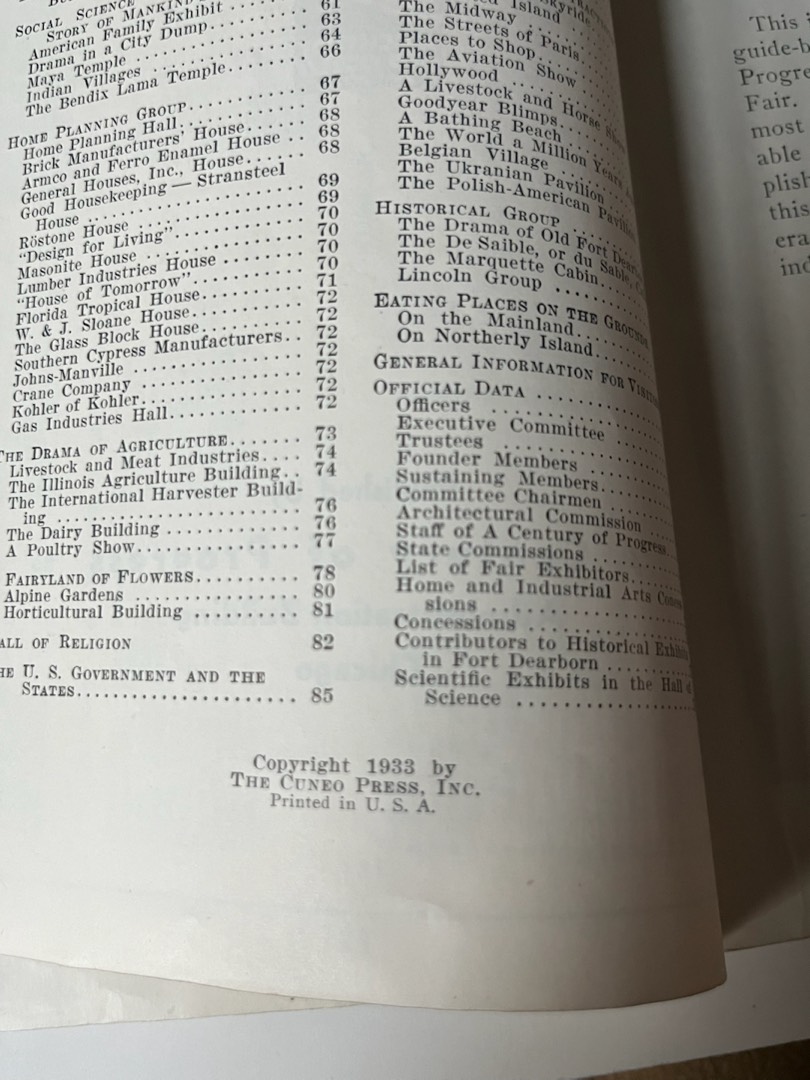 SOCIAL SCIENCE
STORY OF MANKIND
American Family Exhibit 61
Drama in a City Dump 63
Maya Temple 64
Indian Villages 66
The Bendix Lama Temple
HOME PLANNING GROUP 67
Home Planning Hall 67
Brick Manufacturers' House 68
Armco and Ferro Enamel House 68
General Houses, Inc., House 68
Good Housekeeping — Stransteel
House 69
Röstone House 69
"Design for Living" 70
Masonite House 70
Lumber Industries House 70
"House of Tomorrow" 70
Florida Tropical House 71
W. & J. Sloane House 72
The Glass Block House 72
Southern Cypress Manufacturers 72
Johns-Manville 72
Crane Company 72
Kohler of Kohler 72
Gas Industries Hall 72
THE DRAMA OF AGRICULTURE 73
Livestock and Meat Industries 74
The Illinois Agriculture Building 74
The International Harvester Build-
ing 76
The Dairy Building 76
A Poultry Show 77
FAIRYLAND OF FLOWERS 78
Alpine Gardens 80
Horticultural Building 81
ALL OF RELIGION 82
HE U. S. GOVERNMENT AND THE
STATES 85
Island
The Midway
The Streets of Paris
Places to Shop
The Aviation Show
Hollywood
A Livestock and Horse
Goodyear Blimps
A Bathing Beach
The World a Million Years
Belgian Village
The Ukranian Pavilion
The Polish-American
HISTORICAL GROUP
The Drama of Old Fort
The De Saible, or du Sable
The Marquette Cabin
Lincoln Group
EATING PLACES ON THE GROUNDS
On the Mainland
On Northerly Island
GENERAL INFORMATION FOR
OFFICIAL DATA
Officers
Executive Committee
Trustees
Founder Members
Sustaining Members
Committee Chairmen
Architectural Commission
Staff of A Century of Progress
State Commissions
List of Fair Exhibitors
Home and Industrial Arts
sions
Concessions
Contributors to Historical
in Fort Dearborn
Scientific Exhibits in the Hall
Science
Copyright 1933 by
THE CUNEO PRESS, INC.
Printed in U. S. A.
This
guide-b
Progre
Fair.
most
able
plish
this
era
ind